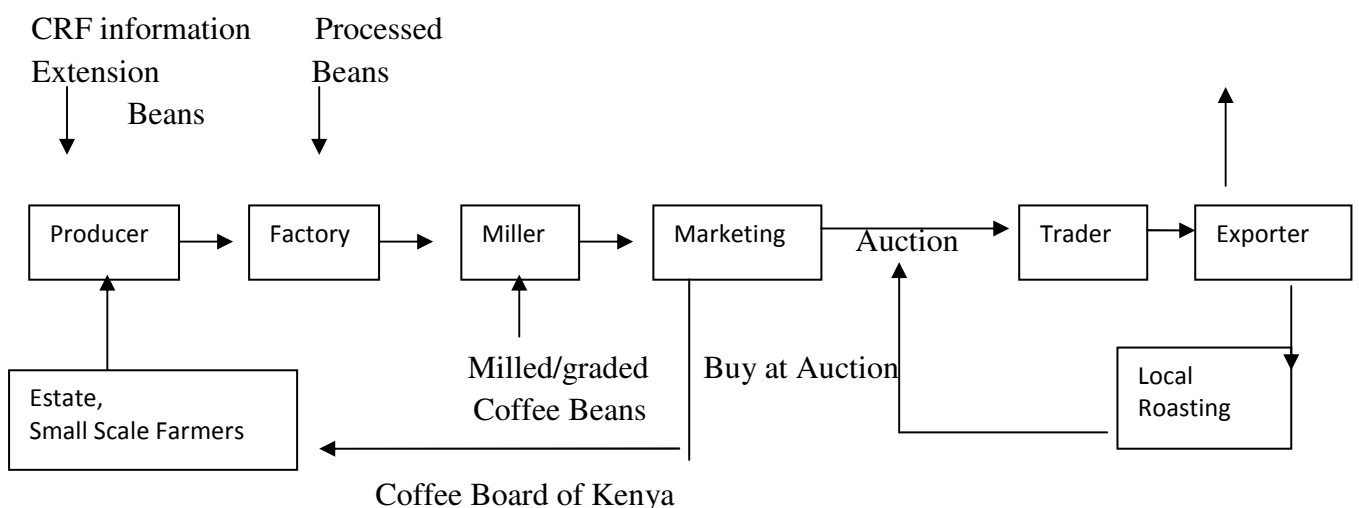 CRF information
Extension
Beans
Processed
Beans
Producer
Factory
Miller
Marketing
Auction
Trader
Exporter
Estate,
Small Scale Farmers
Milled/graded
Coffee Beans
Buy at Auction
Local
Roasting
Coffee Board of Kenya